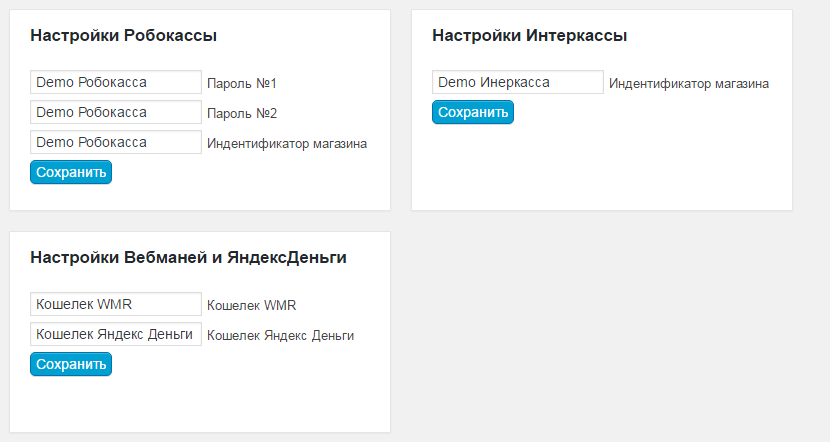 Настройки Робокассы
Demo Робокасса Пароль №1
Demo Робокасса Пароль №2
Demo Робокасса Индентификатор магазина
Сохранить
Настройки Интеркассы
Demo Инеркасса Индентификатор магазина
Сохранить
Настройки Вебманей и ЯндексДеньги
Кошелек WMR Кошелек WMR
Кошелек Яндекс Деньги Кошелек Яндекс Деньги
Сохранить